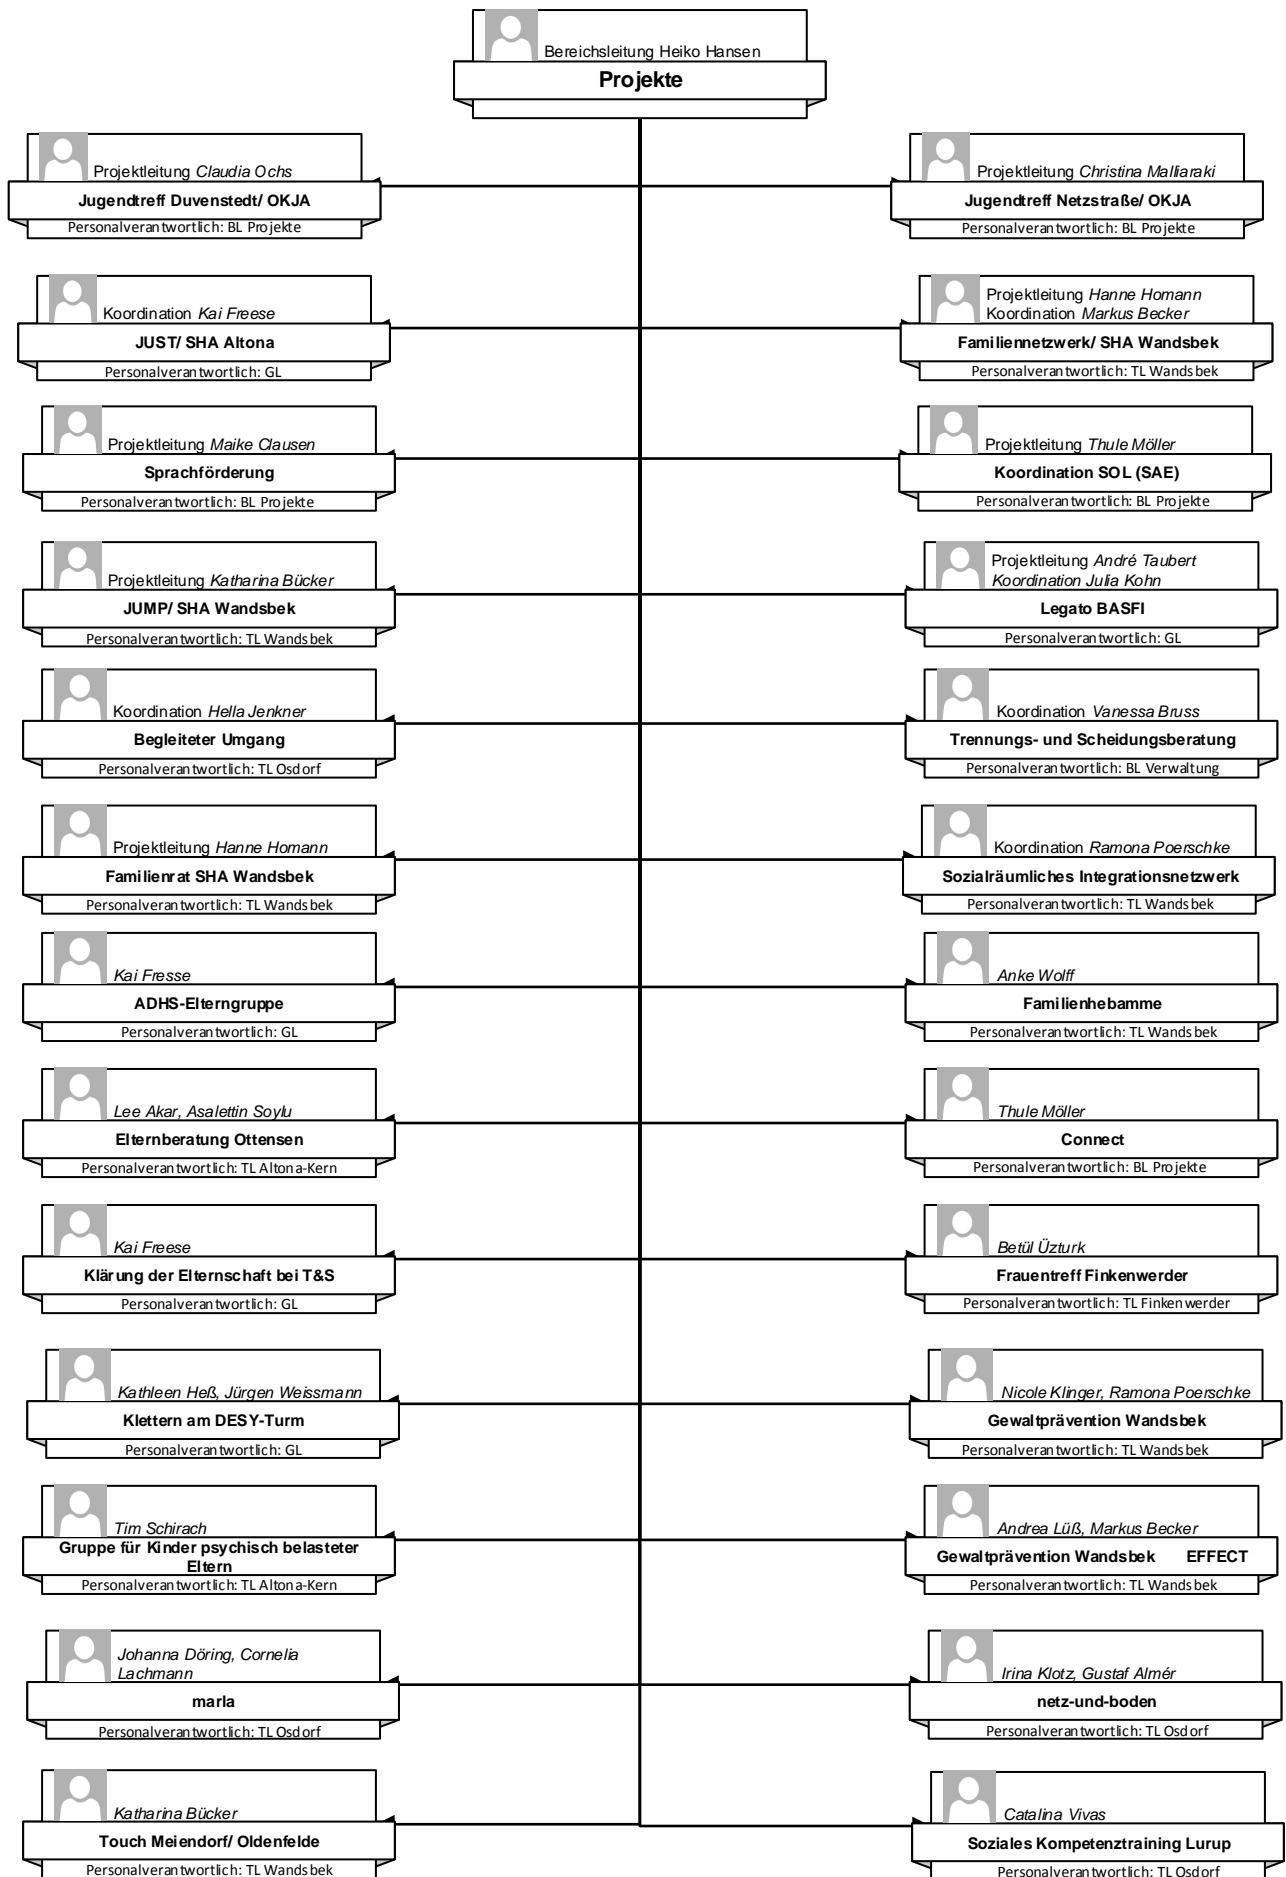 Bereichsleitung Heiko Hansen
Projekte
Projektleitung Claudia Ochs
Jugendtreff Duvenstedt/ OKJA
Personalverantwortlich: BL Projekte
Projektleitung Christina Malliaraki
Jugendtreff Netzstraße/ OKJA
Personalverantwortlich: BL Projekte
Koordination Kai Freese
JUST/ SHA Altona
Personalverantwortlich: GL
Projektleitung Hanne Homann
Koordination Markus Becker
Familiennetzwerk/ SHA Wandsbek
Personalverantwortlich: TL Wandsbek
Projektleitung Maike Clausen
Sprachförderung
Personalverantwortlich: BL Projekte
Projektleitung Thule Möller
Koordination SOL (SAE)
Personalverantwortlich: BL Projekte
Projektleitung Katharina Bücker
JUMP/ SHA Wandsbek
Personalverantwortlich: TL Wandsbek
Projektleitung André Taubert
Koordination Julia Kohn
Legato BASFI
Personalverantwortlich: GL
Koordination Hella Jenkner
Begleiteter Umgang
Personalverantwortlich: TL Osdorf
Koordination Vanessa Bruss
Trennungs- und Scheidungsberatung
Personalverantwortlich: BL Verwaltung
Projektleitung Hanne Homann
Familienrat SHA Wandsbek
Personalverantwortlich: TL Wandsbek
Koordination Ramona Poerschke
Sozialräumliches Integrationsnetzwerk
Personalverantwortlich: TL Wandsbek
Kai Fresse
ADHS-Elterngruppe
Personalverantwortlich: GL
Anke Wolff
Familienhebamme
Personalverantwortlich: TL Wandsbek
Lee Akar, Asalettin Soylu
Elternberatung Ottensen
Personalverantwortlich: TL Altona-Kern
Thule Möller
Connect
Personalverantwortlich: BL Projekte
Kai Freese
Klärung der Elternschaft bei T&S
Personalverantwortlich: GL
Betül Üzturk
Frauentreff Finkenwerder
Personalverantwortlich: TL Finkenwerder
Kathleen Heß, Jürgen Weissmann
Klettern am DESY-Turm
Personalverantwortlich: GL
Nicole Klinger, Ramona Poerschke
Gewaltprävention Wandsbek
Personalverantwortlich: TL Wandsbek
Tim Schirach
Gruppe für Kinder psychisch belasteter
Eltern
Personalverantwortlich: TL Altona-Kern
Andrea Lüß, Markus Becker
Gewaltprävention Wandsbek EFFECT
Personalverantwortlich: TL Wandsbek
Johanna Döring, Cornelia
Lachmann
marla
Personalverantwortlich: TL Osdorf
Irina Klotz, Gustaf Almér
netz-und-boden
Personalverantwortlich: TL Osdorf
Katharina Bücker
Touch Meiendorf/ Oldenfelde
Personalverantwortlich: TL Wandsbek
Catalina Vivas
Soziales Kompetenztraining Lurup
Personalverantwortlich: TL Osdorf